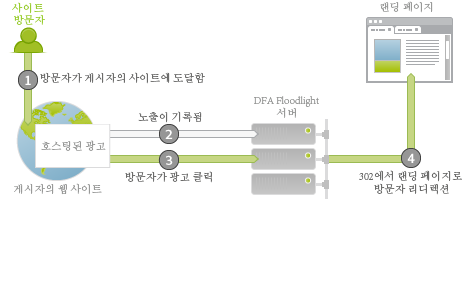 사이트
방문자
랜딩 페이지
1 방문자가 게시자의 사이트에 도달함
DFA Floodlight
서버
노출이 기록됨
2
호스팅된 광고
3
4
방문자가 광고 클릭
302에서 랜딩 페이지로
방문자 리디렉션
게시자의 웹 사이트